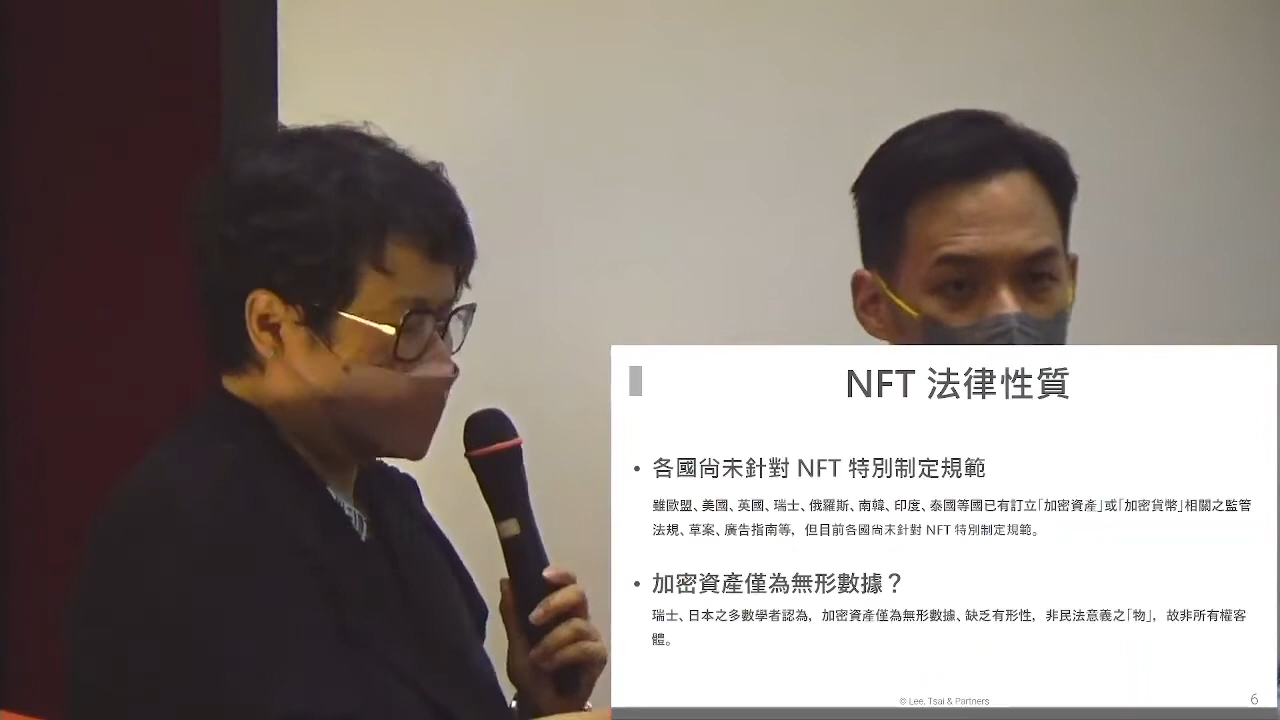 NFT 法律性質
• 各國尚未針對 NFT 特別制定規範
雖歐盟、美國、英國、瑞士、俄羅斯、南韓、印度、泰國等國已有訂立「加密資產」或「加密貨幣」相關之監管
法規、草案、廣告指南等，但目前各國尚未針對 NFT 特別制定規範。
• 加密資產僅為無形數據？
瑞士、日本之多數學者認為，加密資產僅為無形數據、缺乏有形性，非民法意義之「物」，故非所有權客
體。
© Lee, Tsai & Partners
6